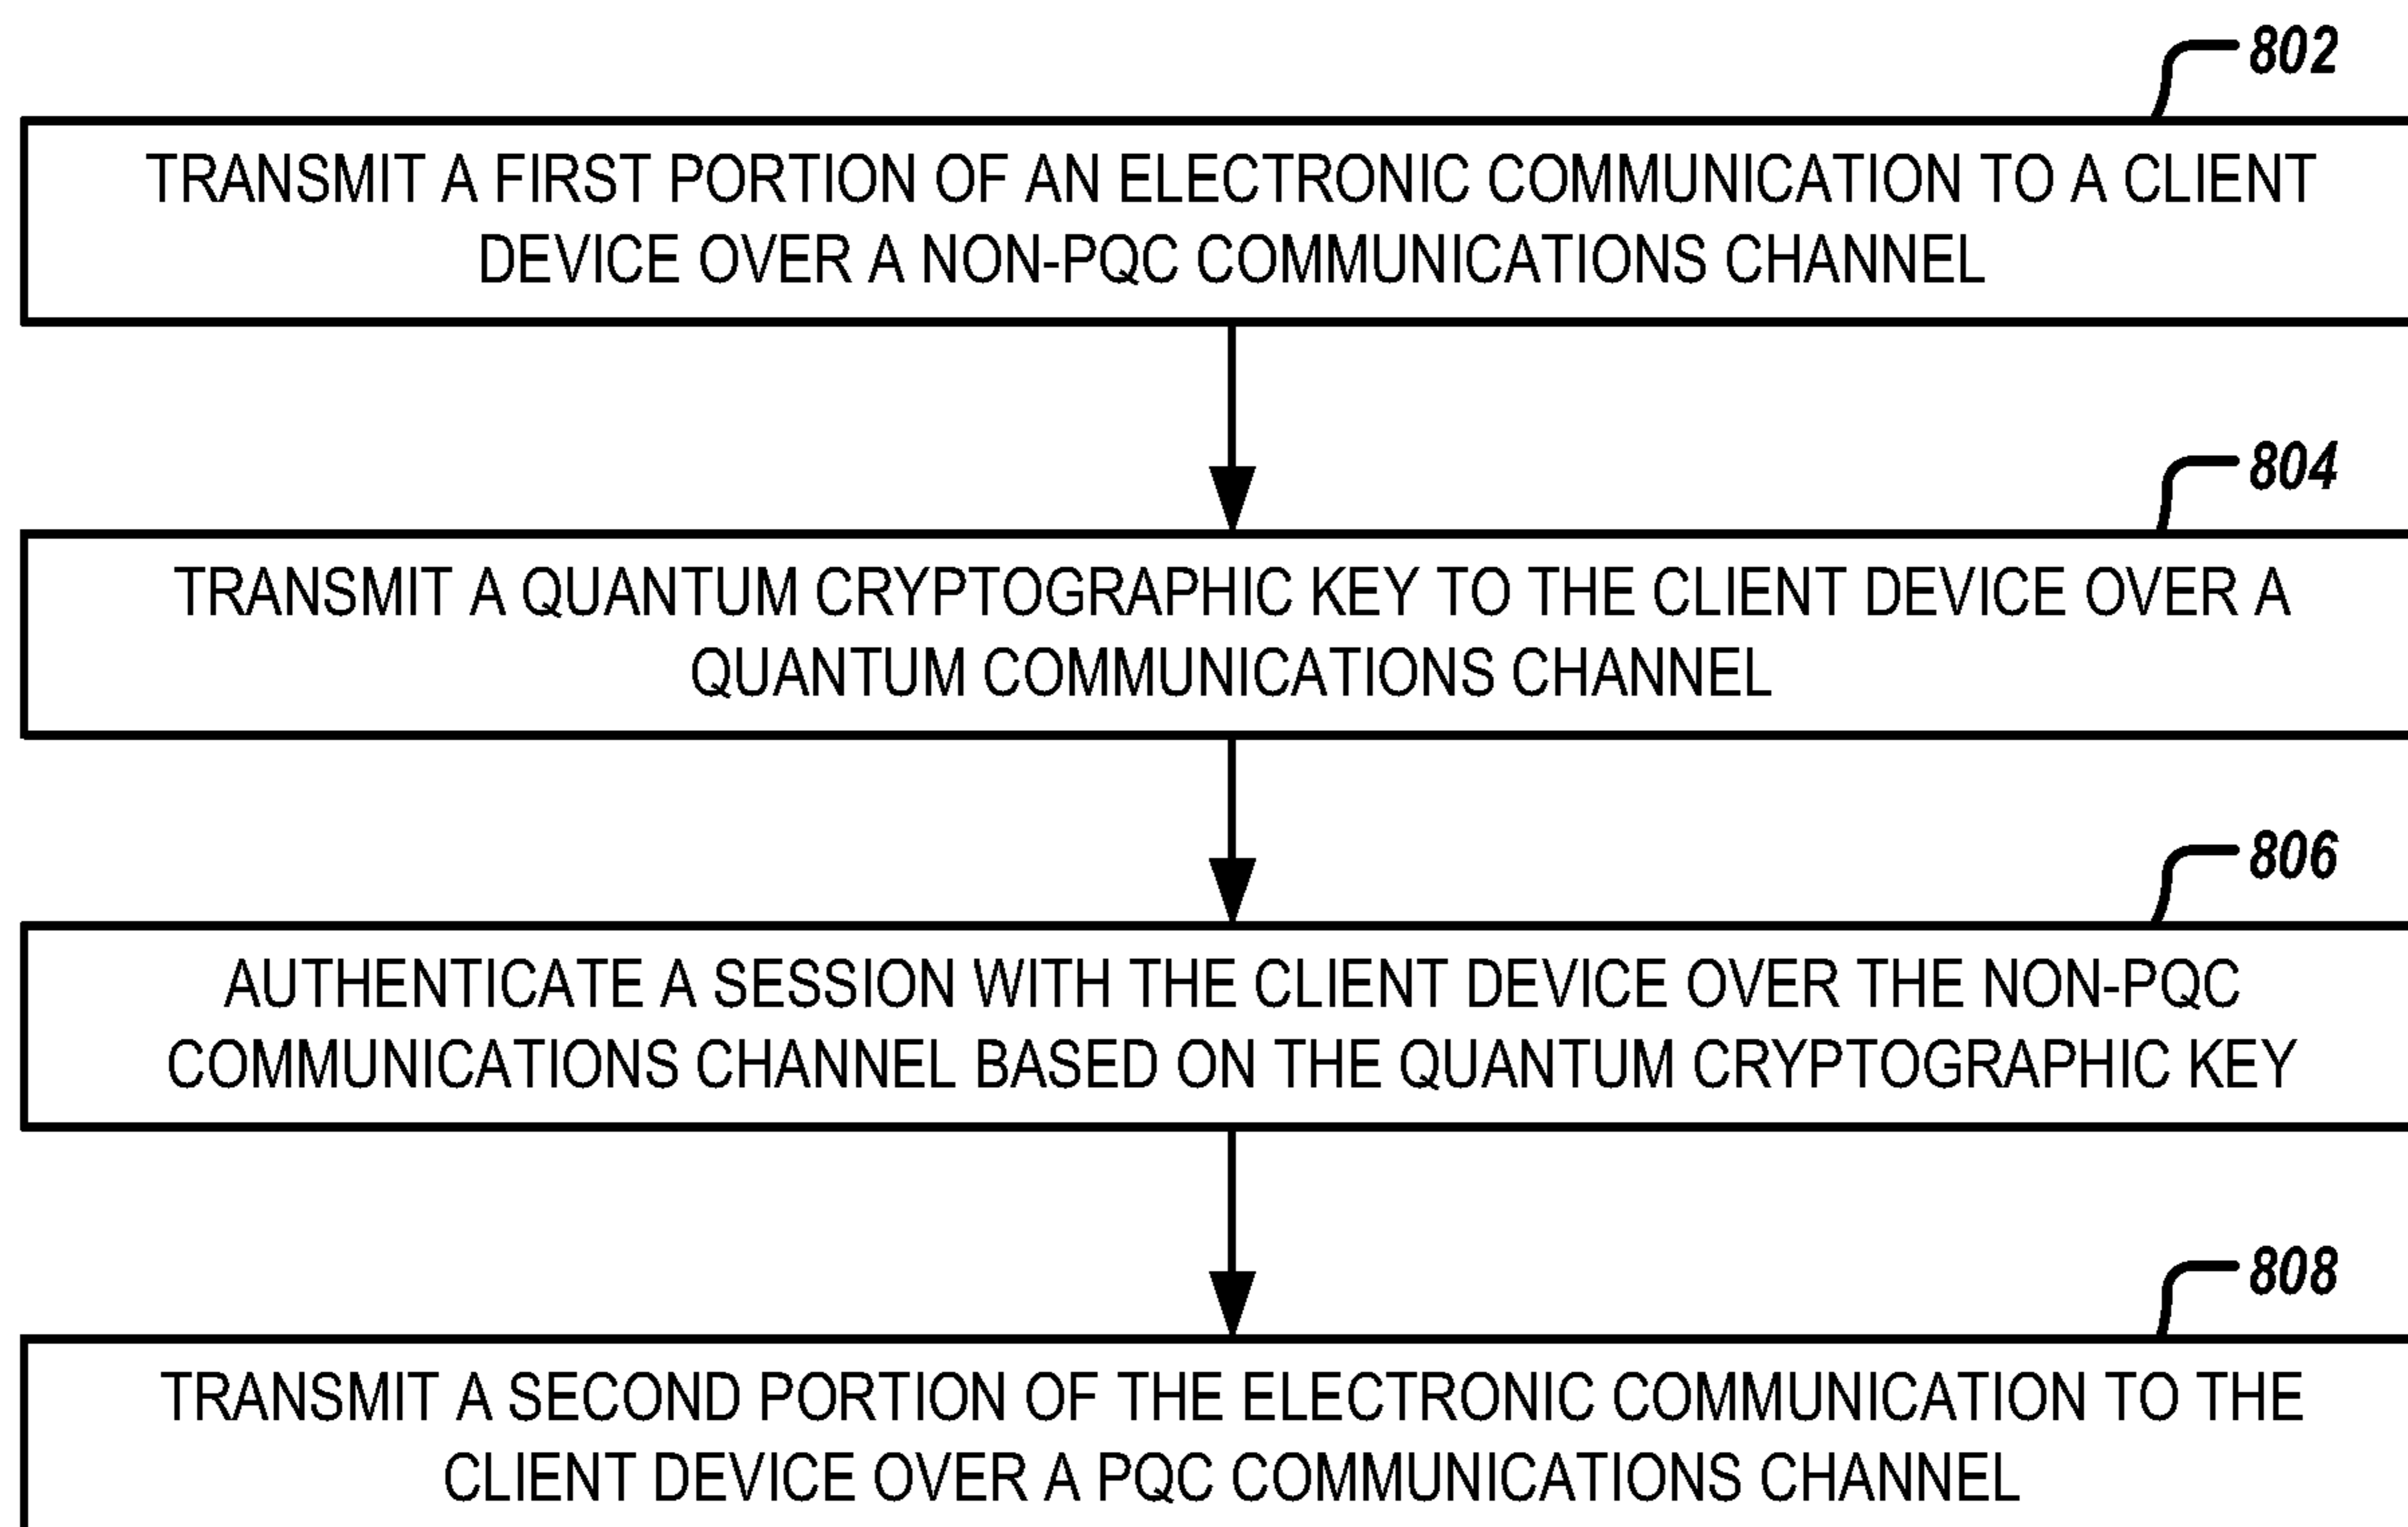 802
TRANSMIT A FIRST PORTION OF AN ELECTRONIC COMMUNICATION TO A CLIENT
DEVICE OVER A NON-PQC COMMUNICATIONS CHANNEL
804
TRANSMIT A QUANTUM CRYPTOGRAPHIC KEY TO THE CLIENT DEVICE OVER A
QUANTUM COMMUNICATIONS CHANNEL
806
AUTHENTICATE A SESSION WITH THE CLIENT DEVICE OVER THE NON-PQC
COMMUNICATIONS CHANNEL BASED ON THE QUANTUM CRYPTOGRAPHIC KEY
808
TRANSMIT A SECOND PORTION OF THE ELECTRONIC COMMUNICATION TO THE
CLIENT DEVICE OVER A PQC COMMUNICATIONS CHANNEL